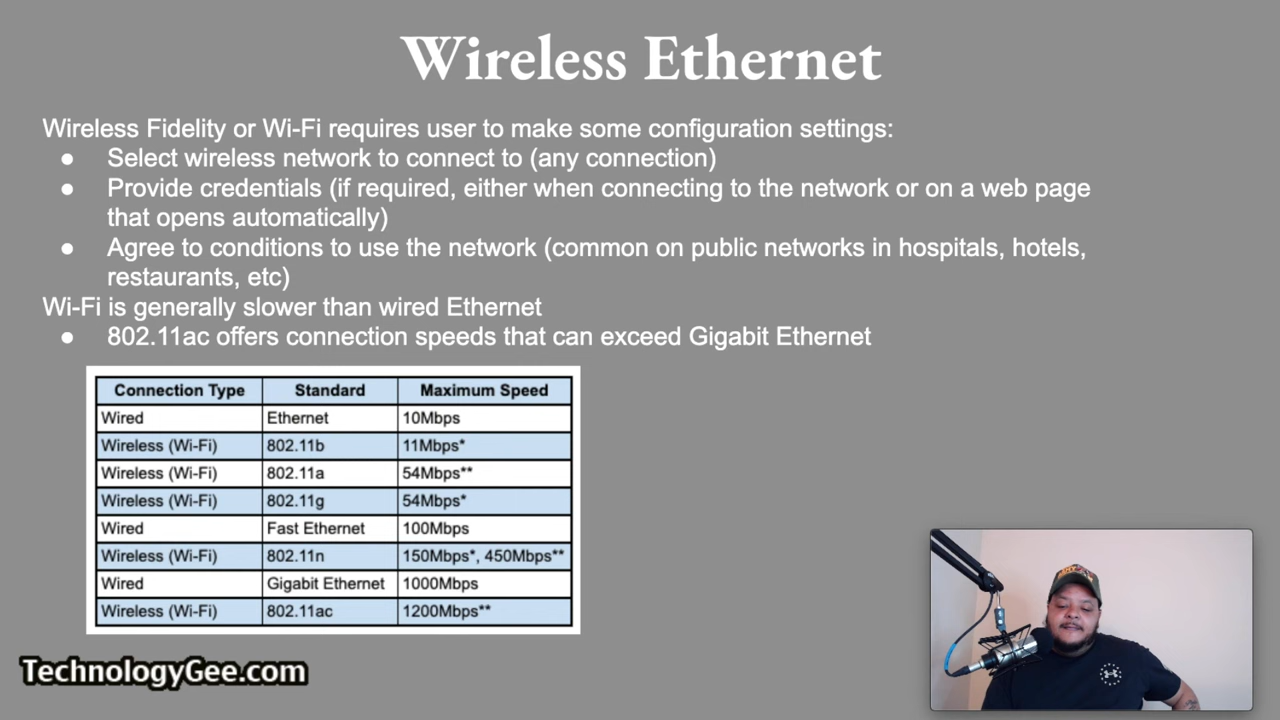 Wireless Ethernet
Wireless Fidelity or Wi-Fi requires user to make some configuration settings:
● Select wireless network to connect to (any connection)
● Provide credentials (if required, either when connecting to the network or on a web page
that opens automatically)
● Agree to conditions to use the network (common on public networks in hospitals, hotels,
restaurants, etc)
Wi-Fi is generally slower than wired Ethernet
● 802.11ac offers connection speeds that can exceed Gigabit Ethernet
Connection Type Standard Maximum Speed
Wired Ethernet 10Mbps
Wireless (Wi-Fi) 802.11b 11Mbps*
Wireless (Wi-Fi) 802.11a 54Mbps**
Wireless (Wi-Fi) 802.11g 54Mbps*
Wired Fast Ethernet 100Mbps
Wireless (Wi-Fi) 802.11n 150Mbps*, 450Mbps**
Wired Gigabit Ethernet 1000Mbps
Wireless (Wi-Fi) 802.11ac 1200Mbps**
TechnologyGee.com